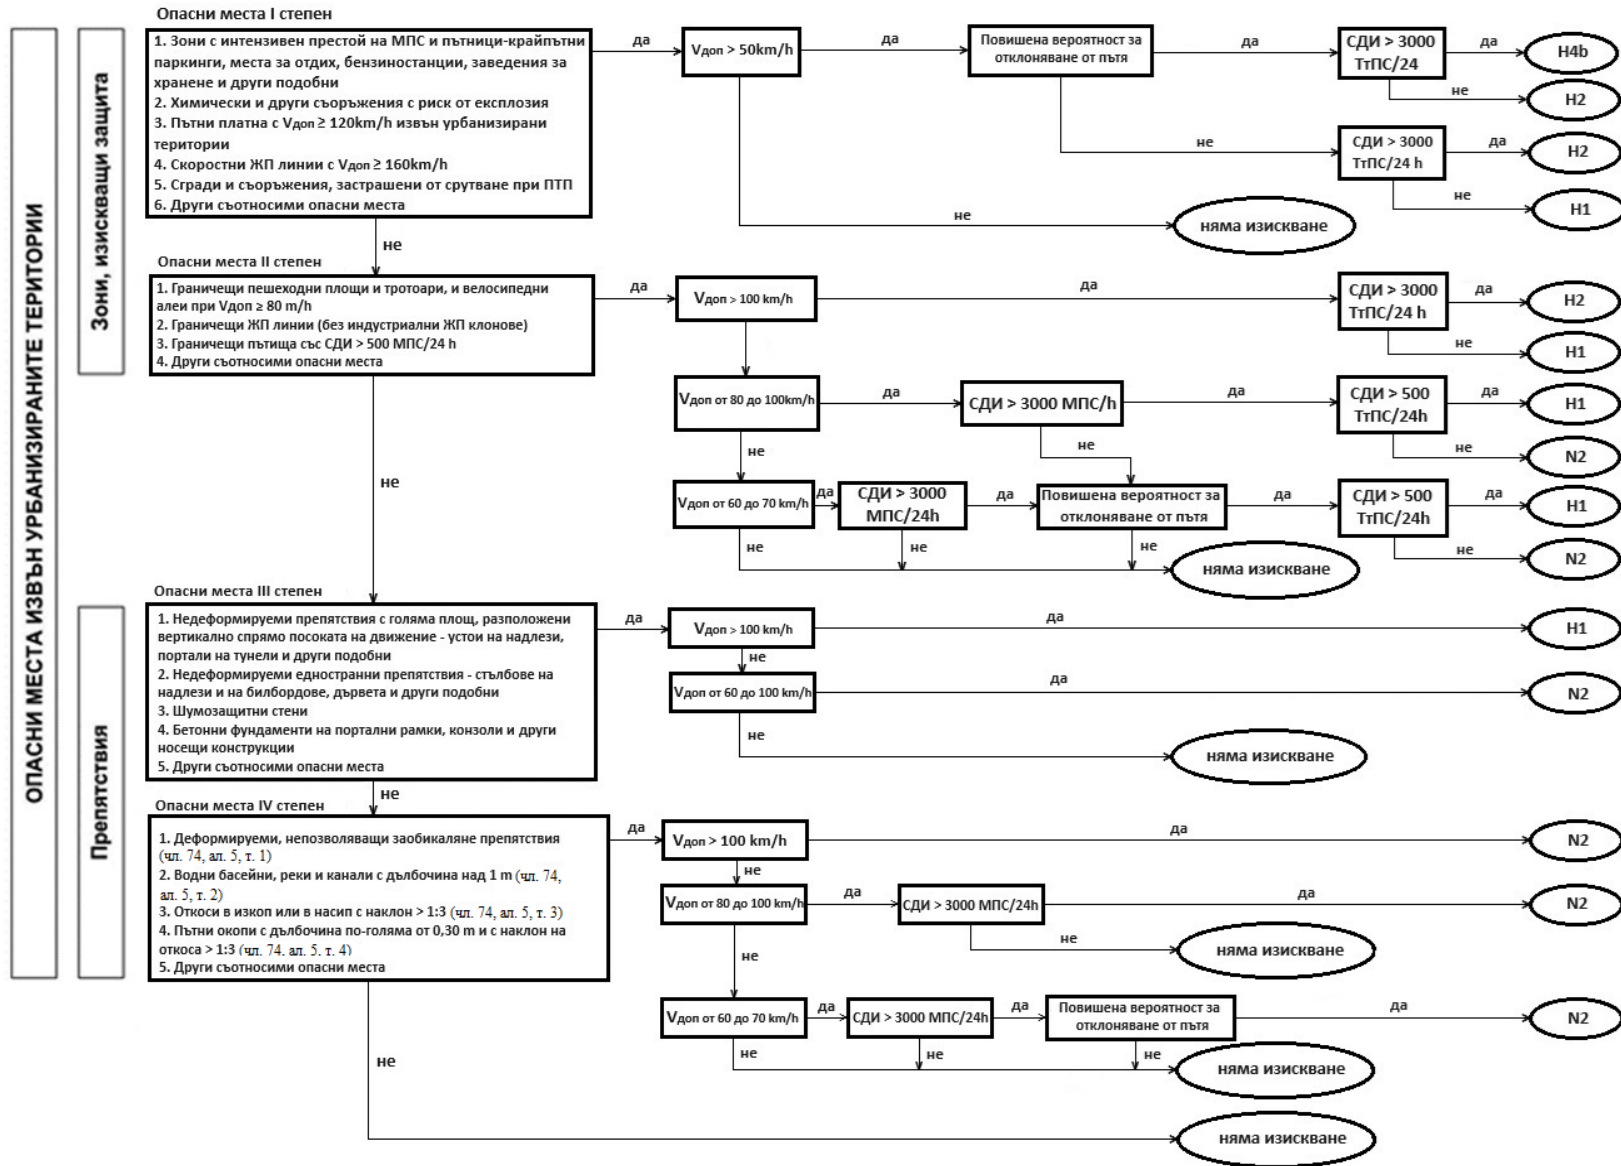 ОПАСНИ МЕСТА ИЗВЪН УРБАНИЗИРАНИТЕ ТЕРИТОРИИ
Зони, изискващи защита
Опасни места I степен
1. Зони с интензивен престой на МПС и пътници-крайпътни
паркинги, места за отдих, бензиностанции, заведения за
хранене и други подобни
2. Химически и други съоръжения с риск от експлозия
3. Пътни платна с Vдоп ≥ 120km/h извън урбанизирани
територии
4. Скоростни ЖП линии с Vдоп ≥ 160km/h
5. Сгради и съоръжения, застрашени от срутване при ПТП
6. Други съотносими опасни места
да
Vдоп > 50km/h
да
Повишена вероятност за
отклоняване от пътя
да
СДИ > 3000
ТтПС/24
да
H4b
не
H2
не
СДИ > 3000
ТтПС/24 h
да
H2
не
H1
не
няма изискване
не
Опасни места II степен
1. Граничещи пешеходни площи и тротоари, и велосипедни
алеи при Vдоп ≥ 80 m/h
2. Граничещи ЖП линии (без индустриални ЖП клонове)
3. Граничещи пътища със СДИ > 500 МПС/24 h
4. Други съотносими опасни места
да
Vдоп > 100 km/h
да
СДИ > 3000
ТтПС/24 h
да
H2
не
H1
Vдоп от 80 до 100km/h
да
СДИ > 3000 МПС/h
да
СДИ > 500
ТтПС/24h
да
H1
не
N2
не
не
Vдоп от 60 до 70 km/h
да
СДИ > 3000
МПС/24h
да
Повишена вероятност за
отклоняване от пътя
да
СДИ > 500
ТтПС/24h
да
H1
не
N2
не
не
не
няма изискване
не
Препятствия
Опасни места III степен
1. Недеформируеми препятствия с голяма площ, разположени
вертикално спрямо посоката на движение - устои на надлези,
портали на тунели и други подобни
2. Недеформируеми едностранни препятствия - стълбове на
надлези и на билбордове, дървета и други подобни
3. Шумозащитни стени
4. Бетонни фундаменти на портални рамки, конзоли и други
носещи конструкции
5. Други съотносими опасни места
да
Vдоп > 100 km/h
да
H1
не
Vдоп от 60 до 100 km/h
да
N2
не
няма изискване
не
Опасни места IV степен
1. Деформируеми, непозволяващи заобикаляне препятствия
(чл. 74, ал. 5, т. 1)
2. Водни басейни, реки и канали с дълбочина над 1 m (чл. 74,
ал. 5, т. 2)
3. Откоси в изкоп или в насип с наклон > 1:3 (чл. 74, ал. 5, т. 3)
4. Пътни окопи с дълбочина по-голяма от 0,30 m и с наклон на
откоса > 1:3 (чл. 74, ал. 5, т. 4)
5. Други съотносими опасни места
да
Vдоп > 100 km/h
да
N2
не
Vдоп от 80 до 100 km/h
да
СДИ > 3000 МПС/24h
да
N2
не
няма изискване
не
Vдоп от 60 до 70 km/h
да
СДИ > 3000 МПС/24h
да
Повишена вероятност за
отклоняване от пътя
да
N2
не
не
не
няма изискване
не
няма изискване